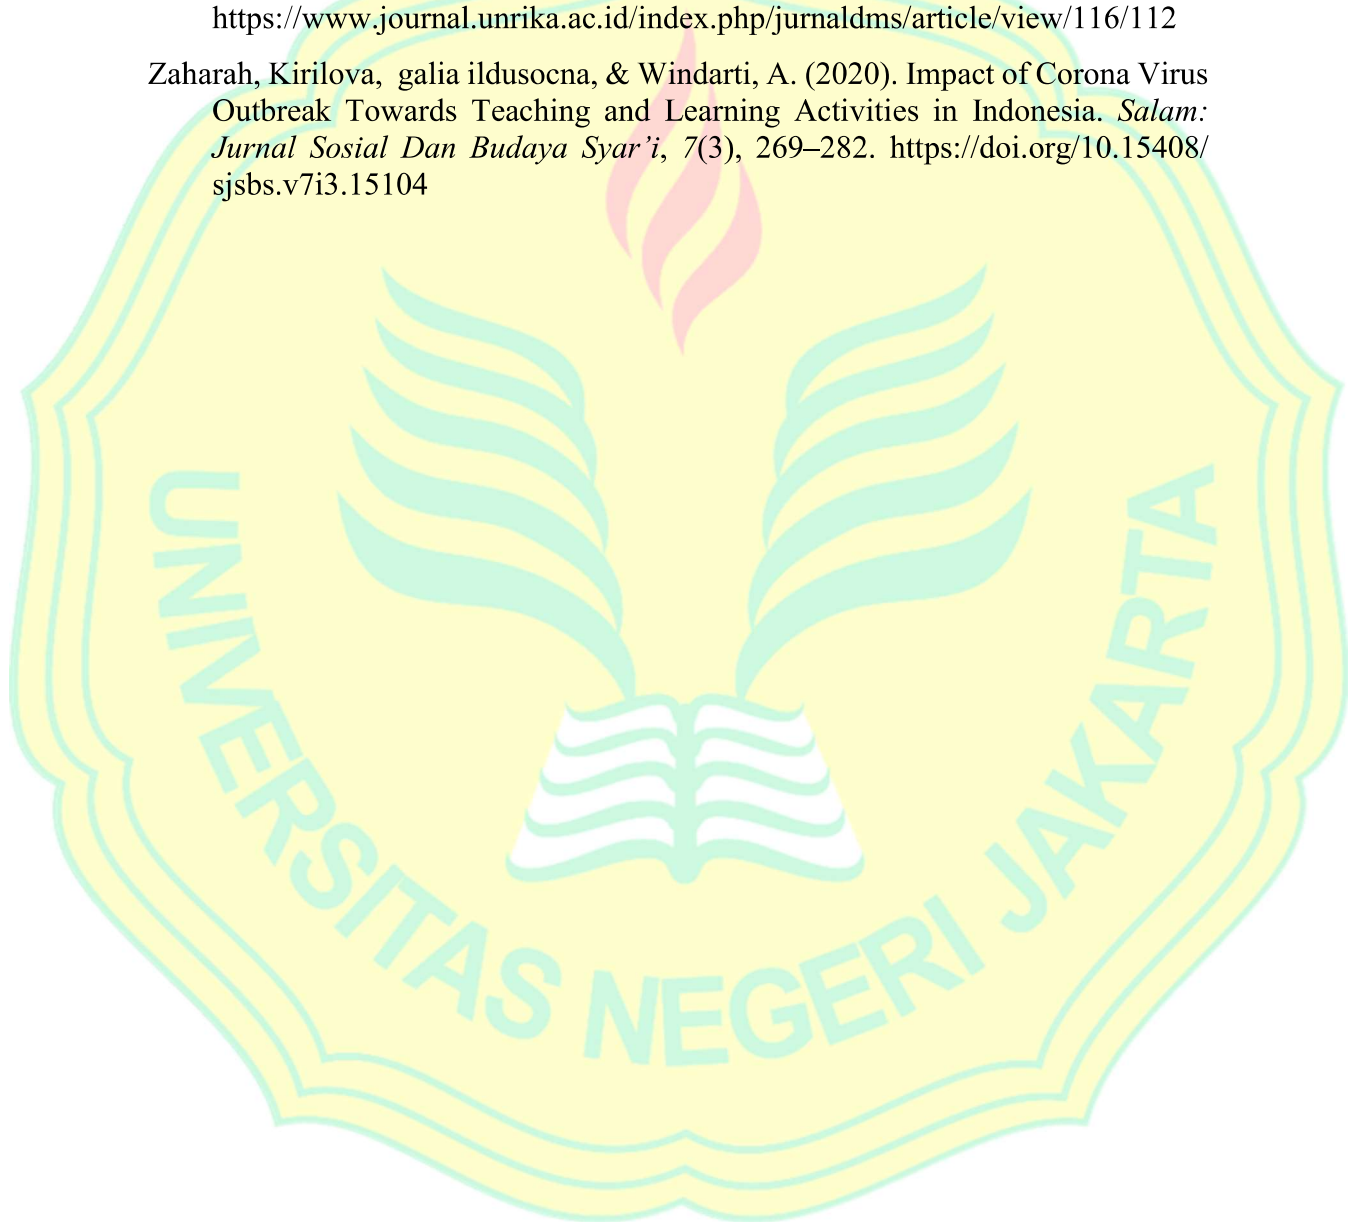 https://www.journal.unrika.ac.id/index.php/jurnaldms/article/view/116/112
Zaharah, Kirilova,  galia ildusocna, & Windarti, A. (2020). Impact of Corona Virus
Outbreak Towards Teaching and Learning Activities in Indonesia. Salam:
Jurnal Sosial Dan Budaya Syar’i, 7(3), 269–282. https://doi.org/10.15408/
sjsbs.v7i3.15104
UNIVERSITAS NEGERI JAKARTA